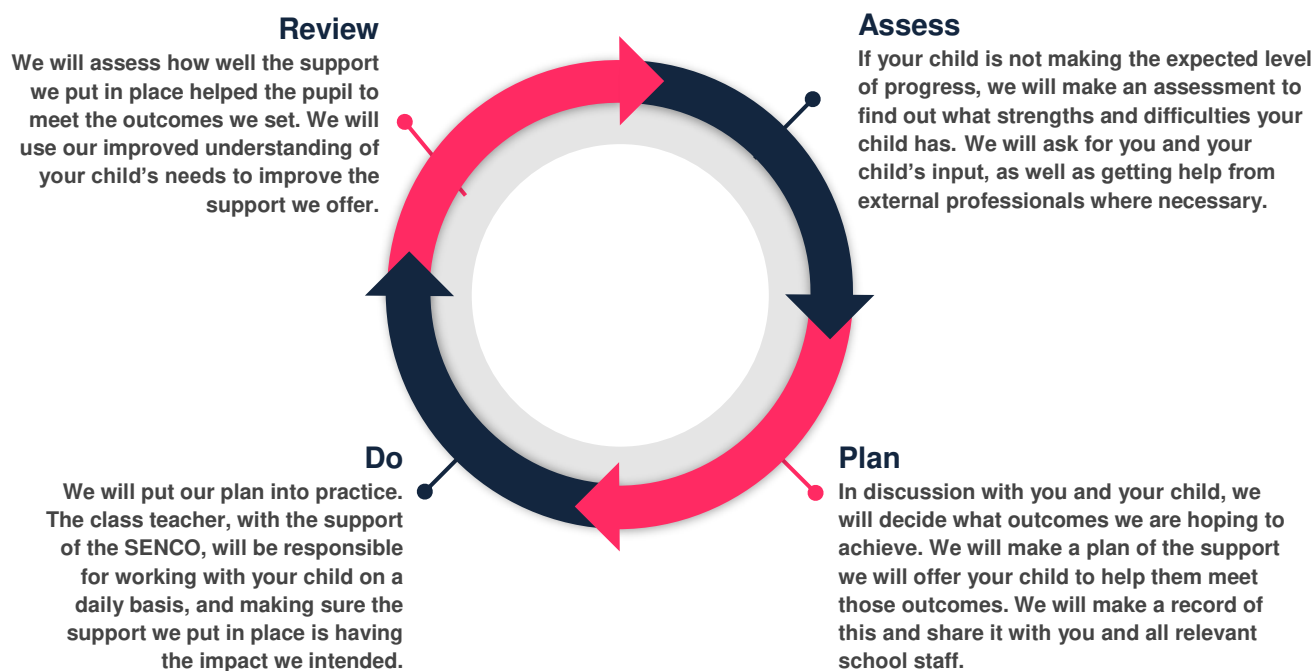 Review
We will assess how well the support
we put in place helped the pupil to
meet the outcomes we set. We will
use our improved understanding of
your child’s needs to improve the
support we offer.
Assess
If your child is not making the expected level
of progress, we will make an assessment to
find out what strengths and difficulties your
child has. We will ask for you and your
child’s input, as well as getting help from
external professionals where necessary.
Do
We will put our plan into practice.
The class teacher, with the support
of the SENCO, will be responsible
for working with your child on a
daily basis, and making sure the
support we put in place is having
the impact we intended.
Plan
In discussion with you and your child, we
will decide what outcomes we are hoping to
achieve. We will make a plan of the support
we will offer your child to help them meet
those outcomes. We will make a record of
this and share it with you and all relevant
school staff.